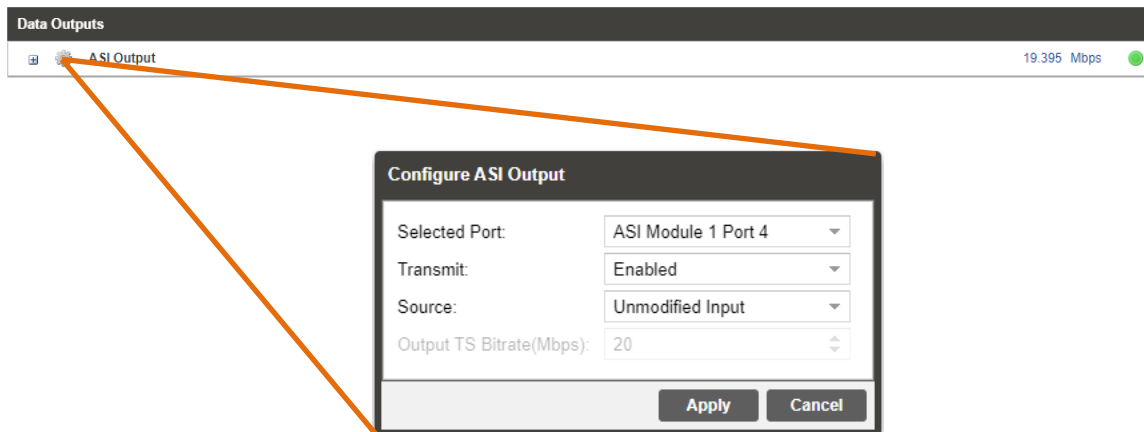 Data Outputs
ASI Output 19.395 Mbps
Configure ASI Output
Selected Port: ASI Module 1 Port 4
Transmit: Enabled
Source: Unmodified Input
Output TS Bitrate(Mbps): 20
Apply Cancel